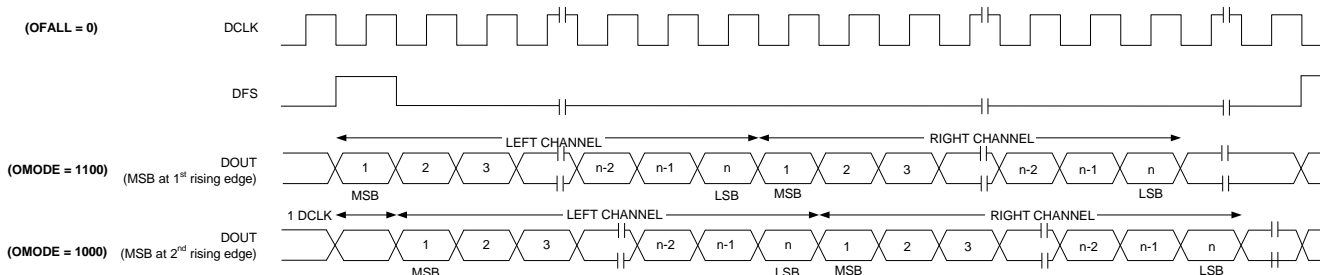 (OFALL = 0) DCLK
DFS
LEFT CHANNEL RIGHT CHANNEL
(OMODE = 1100) DOUT 1 2 3 n-2 n-1 n 1 2 3 n-2 n-1 n
(MSB at 1st rising edge)
MSB LSB MSB LSB
1 DCLK LEFT CHANNEL RIGHT CHANNEL
(OMODE = 1000) DOUT 1 2 3 n-2 n-1 n 1 2 3 n-2 n-1 n
(MSB at 2nd rising edge)
MSB LSB MSB LSB